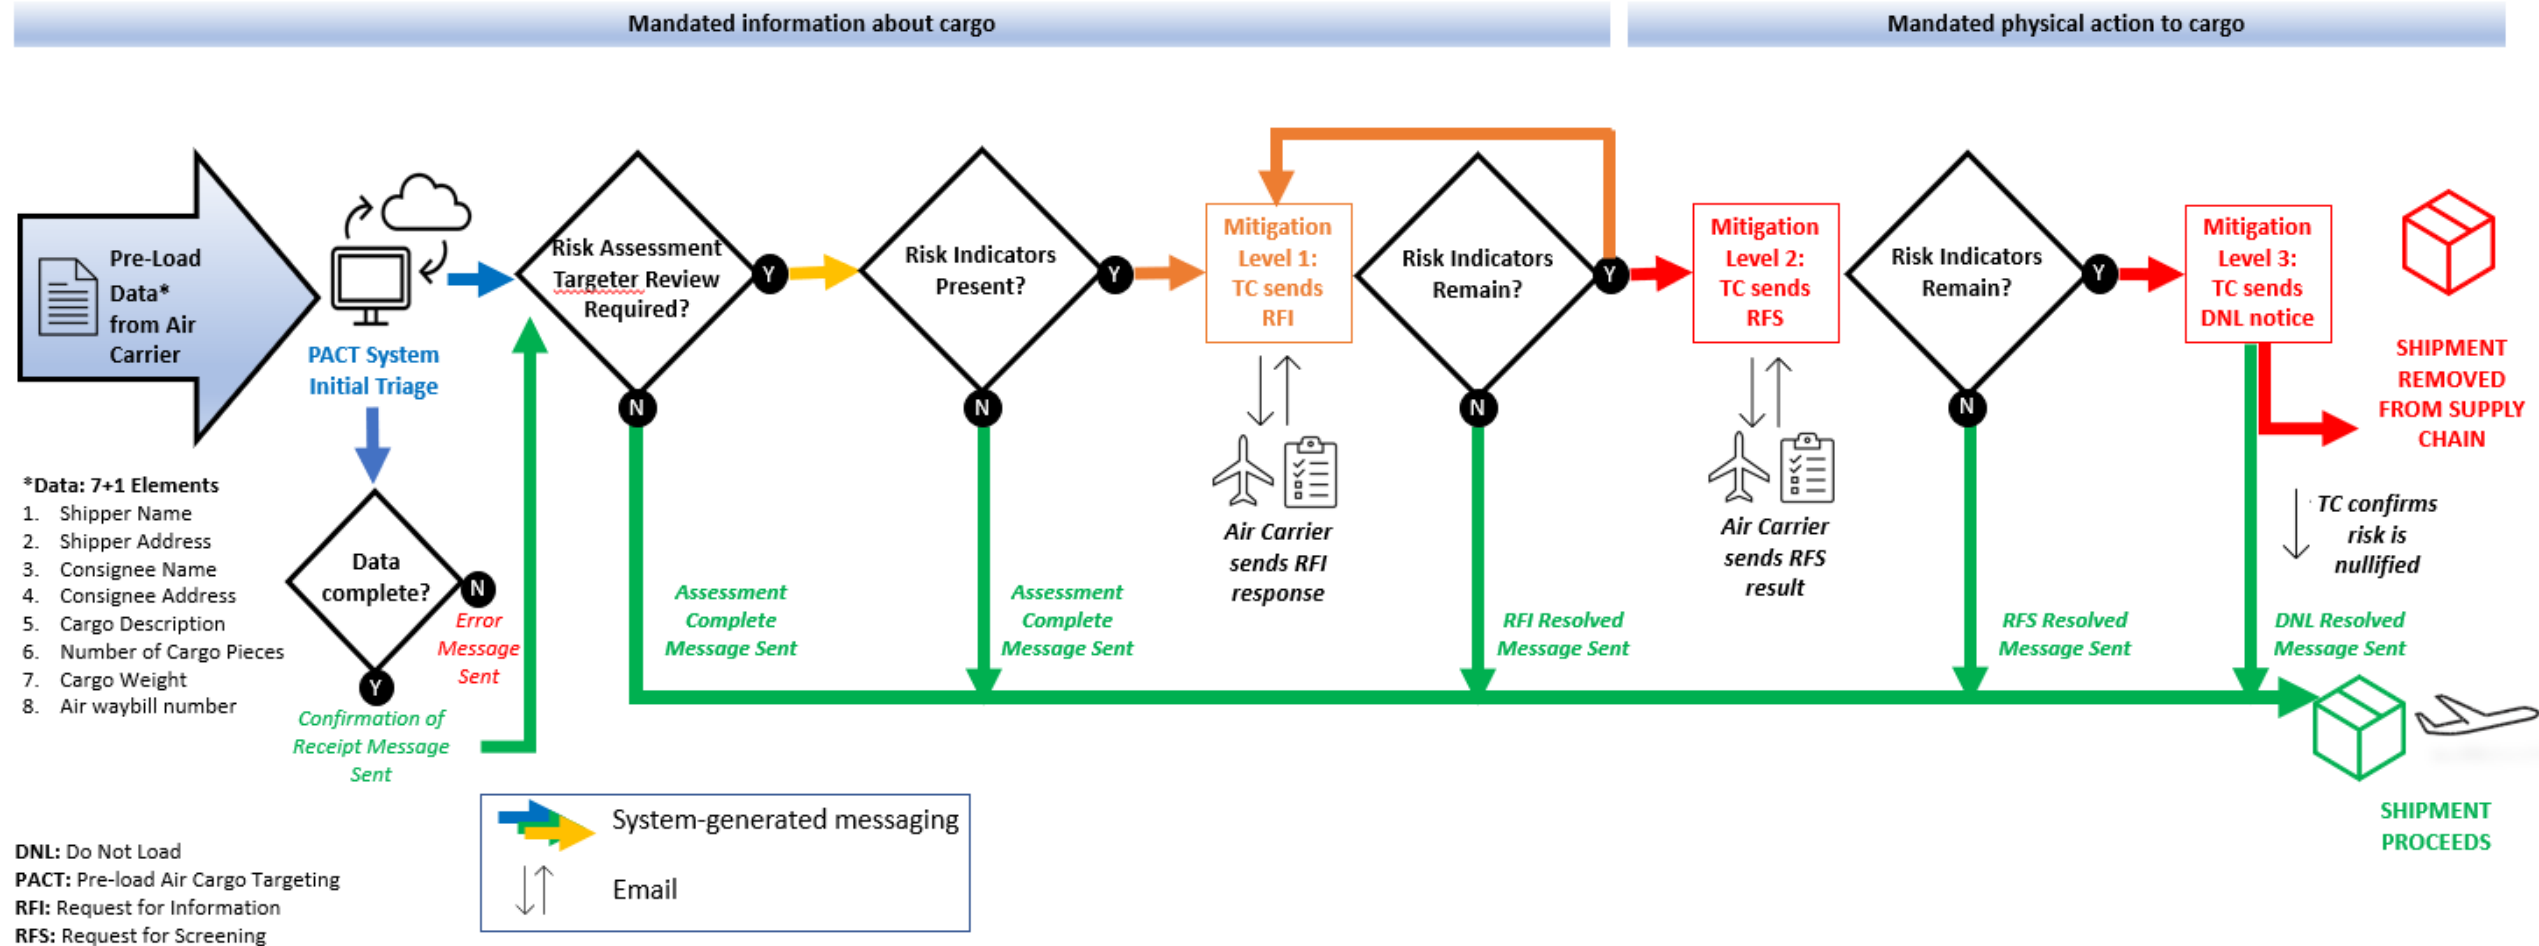 Mandated information about cargo
Mandated physical action to cargo
Pre-Load
Data*
from Air
Carrier
PACT System
Initial Triage
Risk Assessment
Targeter Review
Required?
Y
N
Risk Indicators
Present?
Y
N
Mitigation
Level 1:
TC sends
RFI
Risk Indicators
Remain?
Y
N
Mitigation
Level 2:
TC sends
RFS
Risk Indicators
Remain?
Y
N
Mitigation
Level 3:
TC sends
DNL notice
SHIPMENT
REMOVED
FROM SUPPLY
CHAIN
*Data: 7+1 Elements
1. Shipper Name
2. Shipper Address
3. Consignee Name
4. Consignee Address
5. Cargo Description
6. Number of Cargo Pieces
7. Cargo Weight
8. Air waybill number
Data
complete?
N
Error
Message
Sent
Y
Confirmation of
Receipt Message
Sent
Assessment
Complete
Message Sent
Assessment
Complete
Message Sent
Air Carrier
sends RFI
response
RFI Resolved
Message Sent
Air Carrier
sends RFS
result
RFS Resolved
Message Sent
TC confirms
risk is
nullified
DNL Resolved
Message Sent
SHIPMENT
PROCEEDS
System-generated messaging
Email
DNL: Do Not Load
PACT: Pre-load Air Cargo Targeting
RFI: Request for Information
RFS: Request for Screening